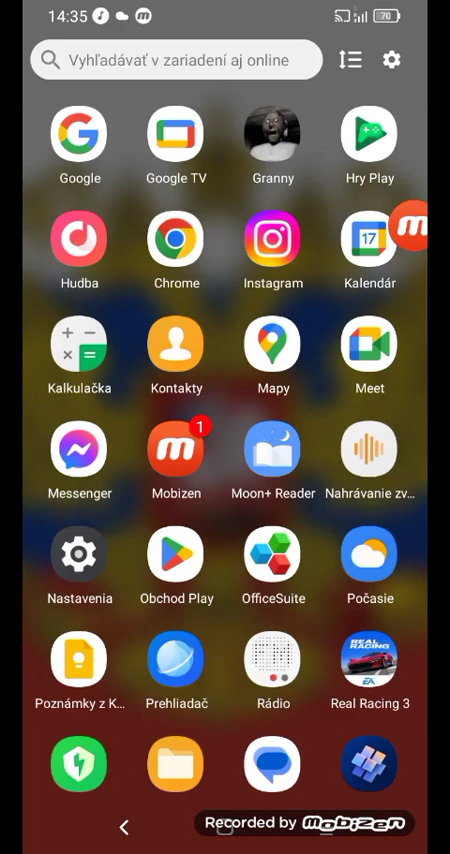 14:35
70
Vyhľadávať v zariadení aj online
Google
Google TV
Granny
Hry Play
Hudba
Chrome
Instagram
17
Kalendár
Kalkulačka
Kontakty
Mapy
Meet
1
Messenger
Mobizen
Moon+ Reader
Nahrávanie zv...
Nastavenia
Obchod Play
OfficeSuite
Počasie
REAL RACING
EA
Poznámky z K...
Prehliadač
Rádio
Real Racing 3
Recorded by mobizen